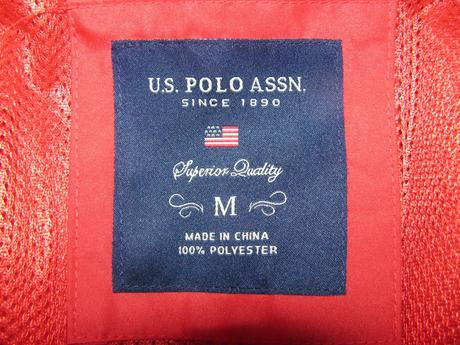 U.S. POLO ASSN.
SINCE 1890
Superior Quality
M
MADE IN CHINA
100% POLYESTER